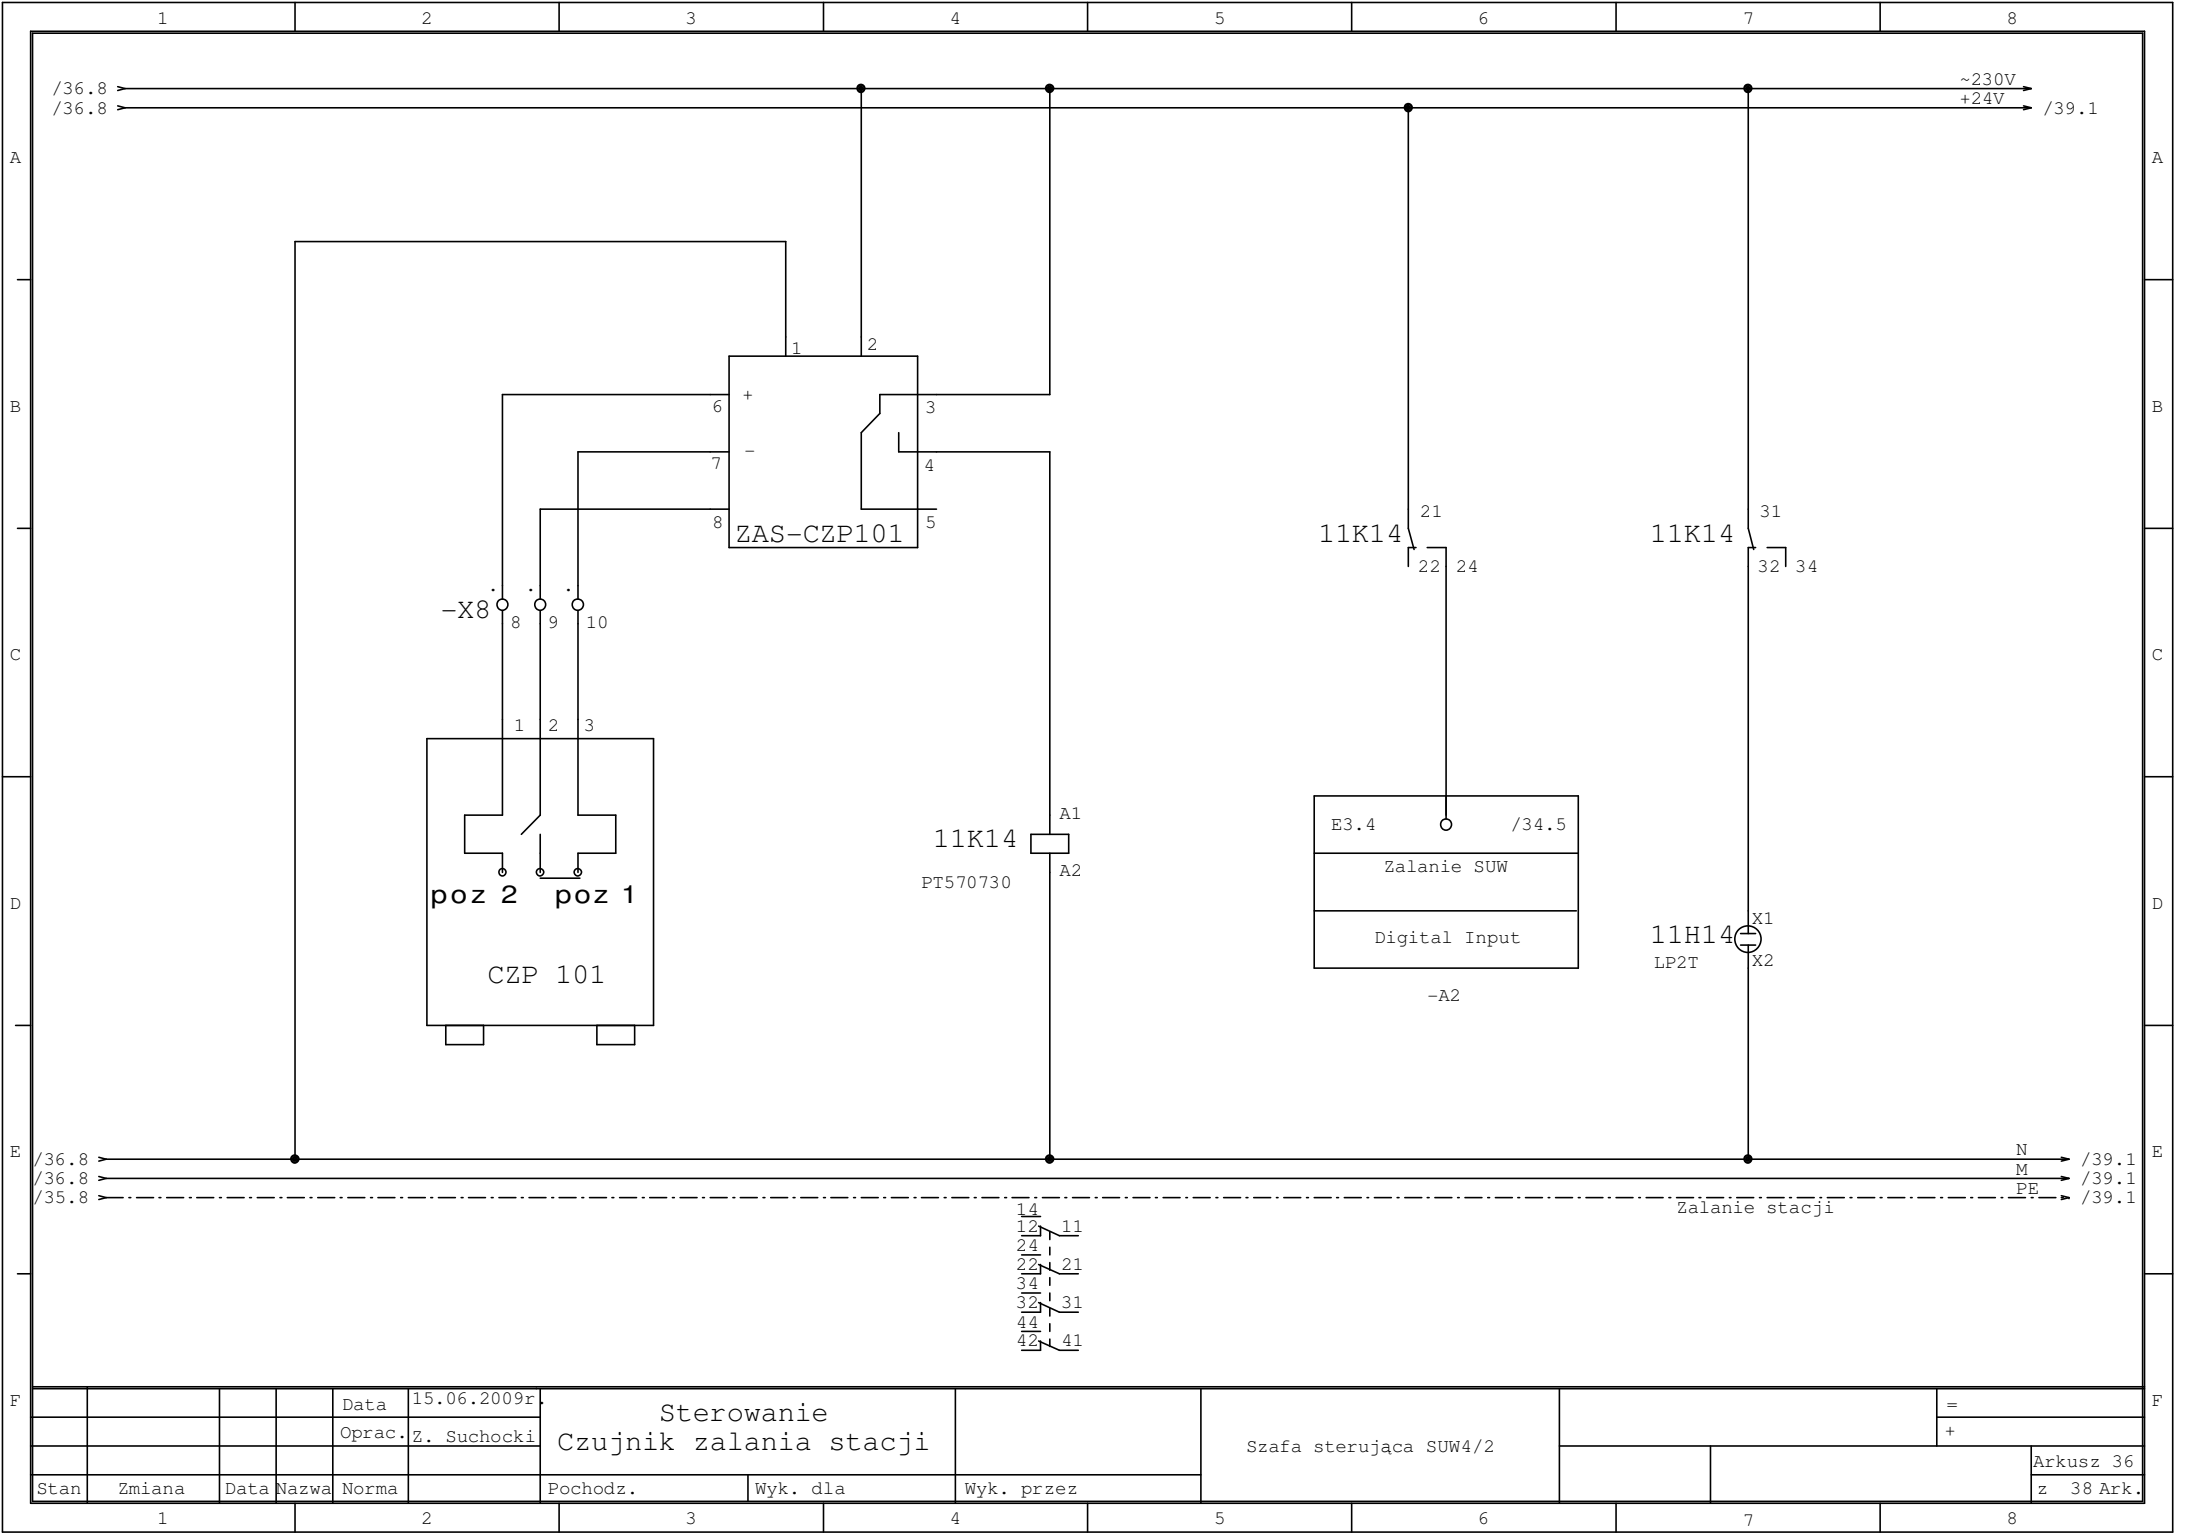 1 2 3 4 5 6 7 8
/36.8 ~230V
/36.8 +24V /39.1
A A
1 2
B B
6 + 3
7 - 4
8 5
ZAS-CZP101
21 31
11K14 11K14
22 24 32 34
-X8 8 9 10
C C
1 2 3
A1
11K14
A2
PT570730
E3.4 /34.5
Zalanie SUW
Digital Input
-A2
poz 2 poz 1
D D
CZP 101
X1
11H14
LP2T X2
E E
/36.8 N /39.1
/36.8 M /39.1
/35.8 PE /39.1
Zalanie stacji
14
12 11
24
22 21
34
32 31
44
42 41
F F
Data 15.06.2009r.
Oprac. Z. Suchocki
Sterowanie
Czujnik zalania stacji
Szafa sterująca SUW4/2
=
+
Arkusz 36
z 38 Ark.
Stan Zmiana Data Nazwa Norma Pochodz. Wyk. dla Wyk. przez
1 2 3 4 5 6 7 8